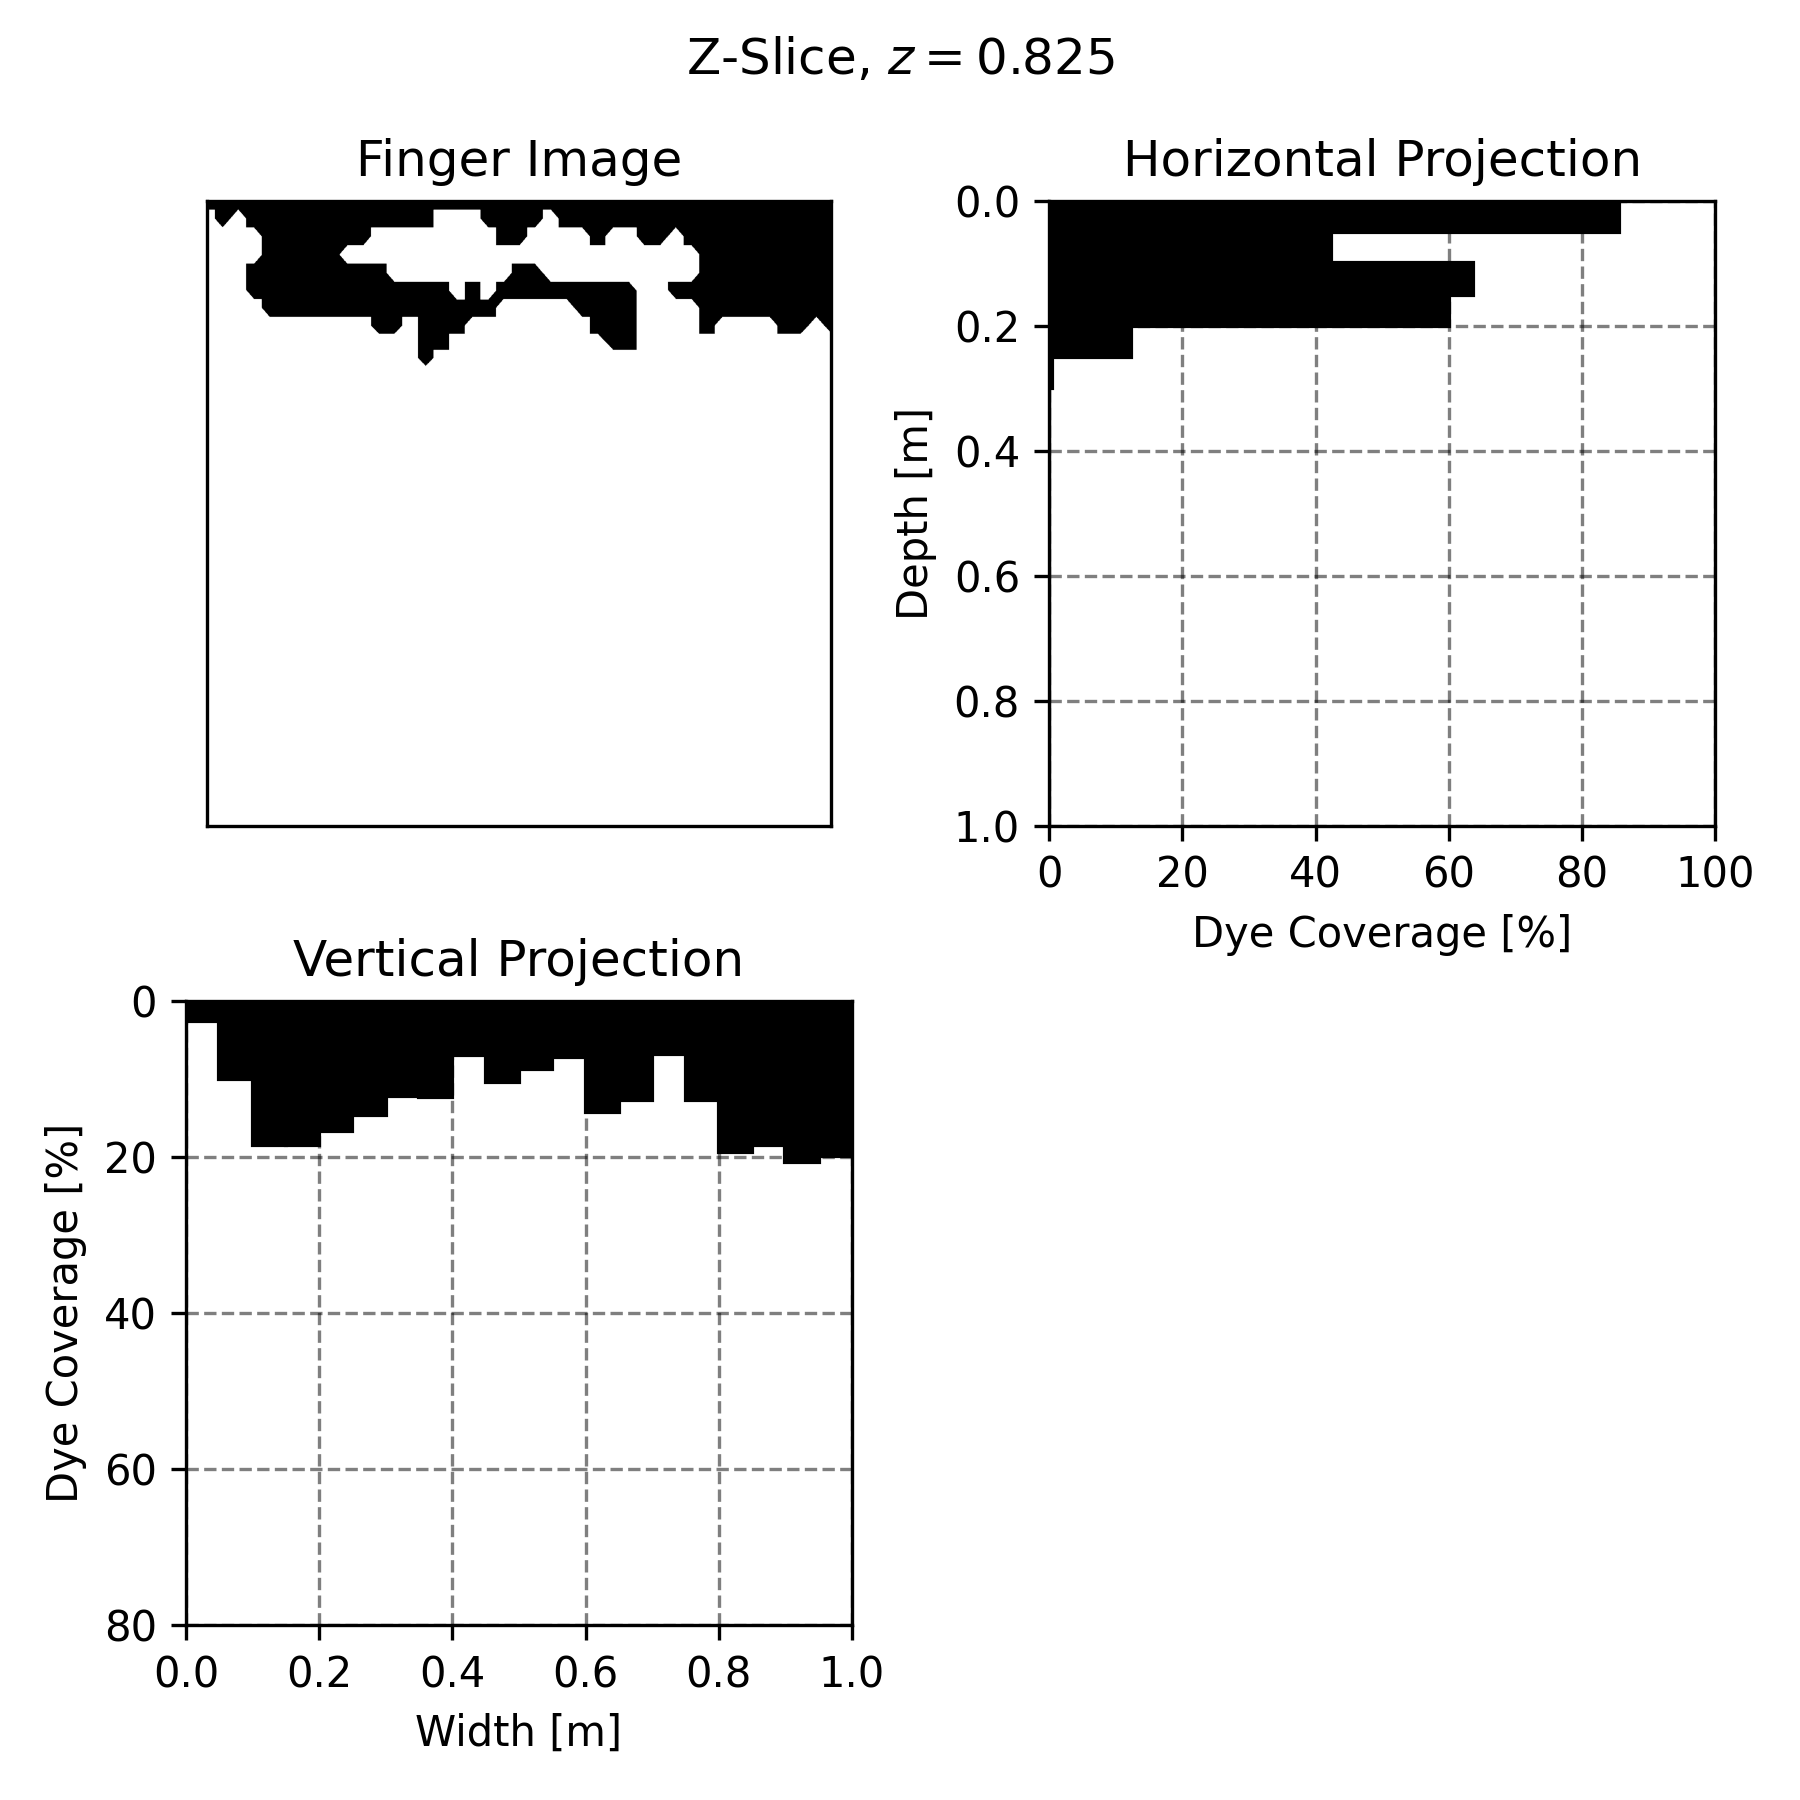 Z-Slice, z = 0.825
Finger Image
Horizontal Projection
0.0
0.2
0.4
0.6
0.8
1.0
Depth [m]
0 20 40 60 80 100
Dye Coverage [%]
Vertical Projection
0
20
40
60
80
Dye Coverage [%]
0.0 0.2 0.4 0.6 0.8 1.0
Width [m]